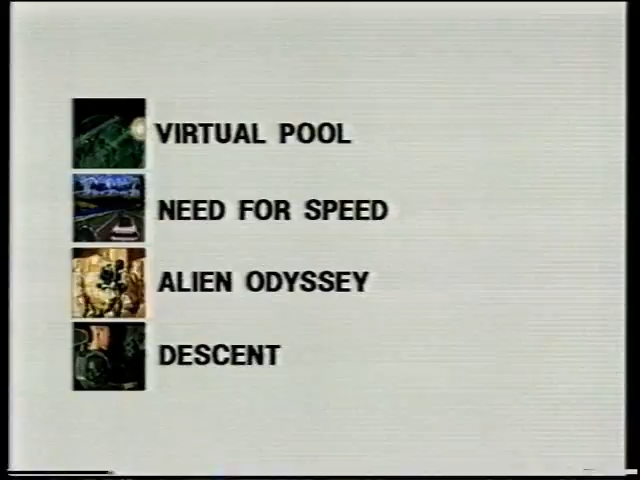 VIRTUAL POOL
NEED FOR SPEED
ALIEN ODYSSEY
DESCENT